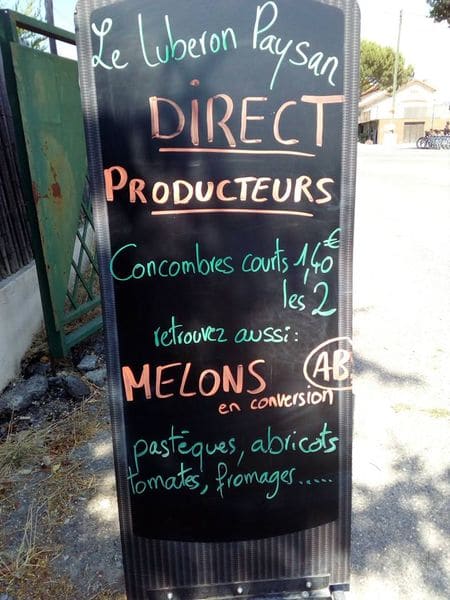 Le Luberon Paysan
DIRECT
PRODUCTEURS
Concombres courts 1,40€
les 2
retrouvez aussi:
MELONS AB
en conversion
pastèques, abricots
tomates, fromager.....